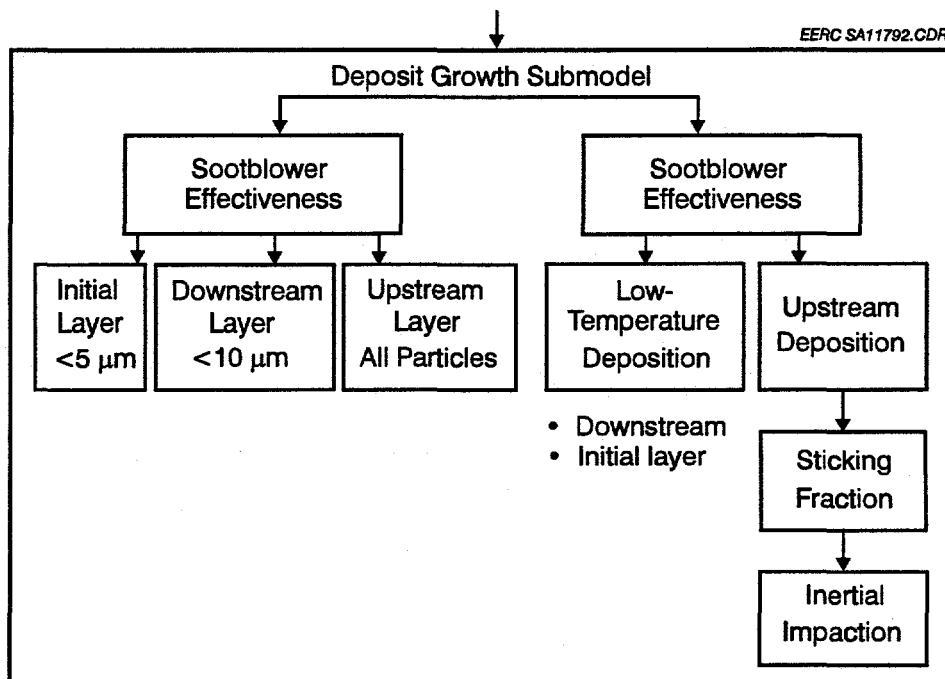 EERC SA11792.CDR
Deposit Growth Submodel
Sootblower
Effectiveness
Sootblower
Effectiveness
Initial
Layer
<5 μm
Downstream
Layer
<10 μm
Upstream
Layer
All Particles
Low-
Temperature
Deposition
Upstream
Deposition
• Downstream
• Initial layer
Sticking
Fraction
Inertial
Impaction